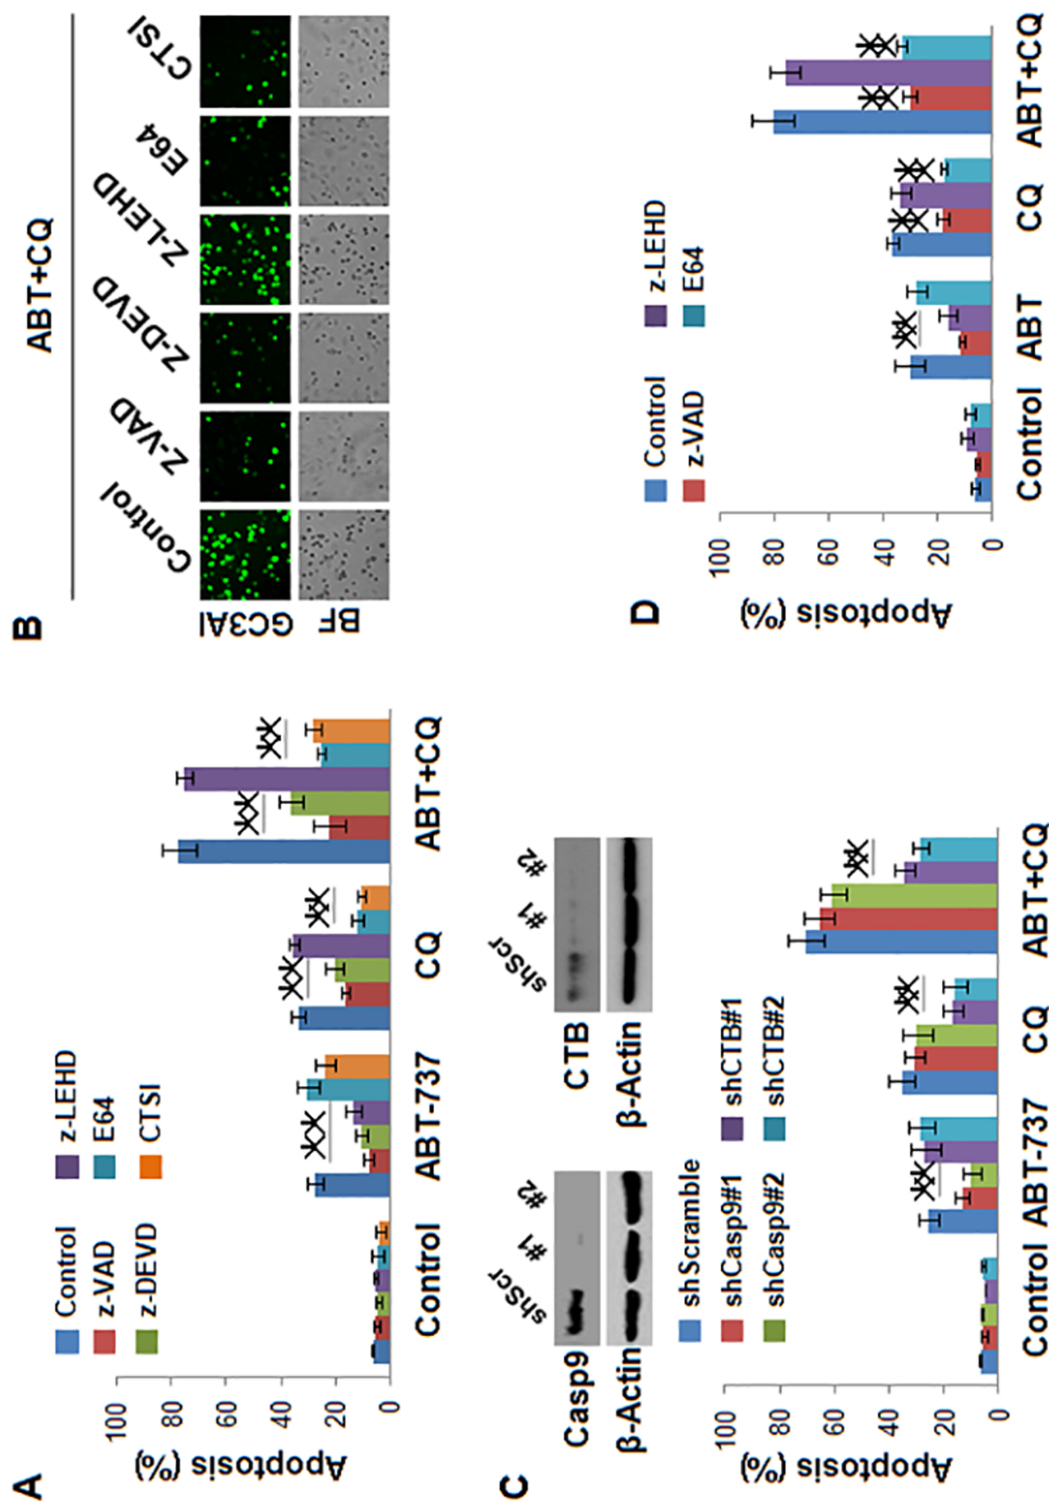 A
Apoptosis (%)
100
80
60
40
20
0
Control
z-VAD
z-DEVD
z-LEHD
E64
CTSI
**
**
**
**
**
Control
ABT-737
CQ
ABT+CQ
B
ABT+CQ
Control
Z-VAD
Z-DEVD
Z-LEHD
E64
CTSI
GC3AI
BF
C
shScr
#1
#2
Casp9
β-Actin
shScr
#1
#2
CTB
β-Actin
shScramble
shCasp9#1
shCasp9#2
shCTB#1
shCTB#2
Apoptosis (%)
100
80
60
40
20
0
**
**
**
Control
ABT-737
CQ
ABT+CQ
D
Control
z-VAD
z-LEHD
E64
Apoptosis (%)
100
80
60
40
20
0
**
**
**
**
**
Control
ABT
CQ
ABT+CQ